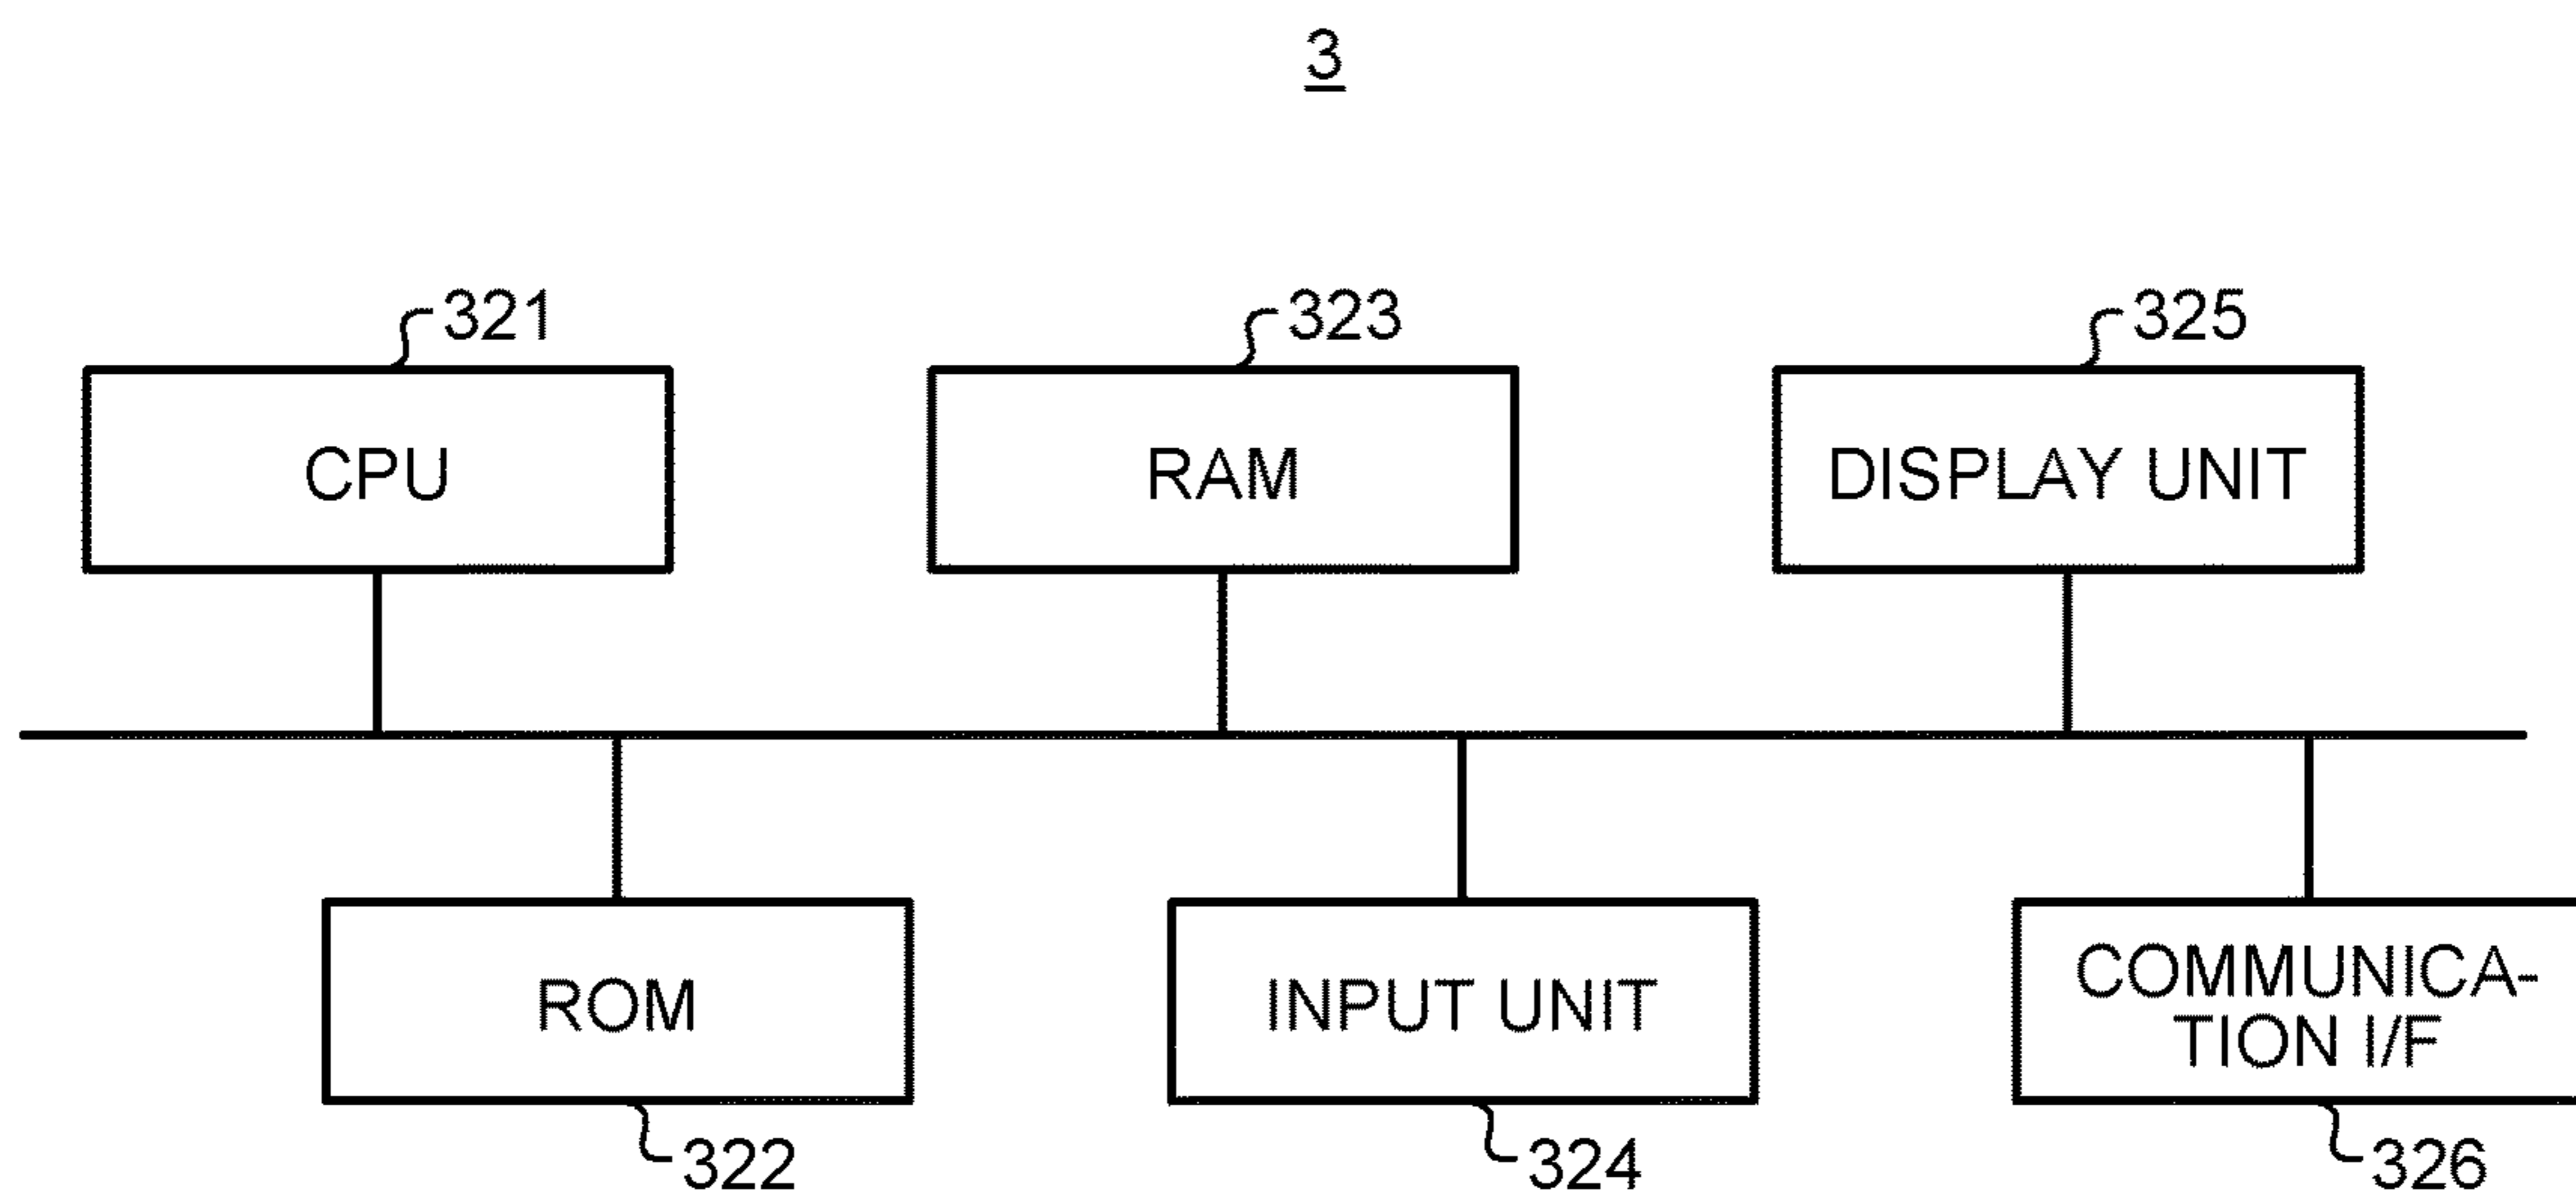 3
321
323
325
CPU
RAM
DISPLAY UNIT
ROM
INPUT UNIT
COMMUNICA-
TION I/F
322
324
326